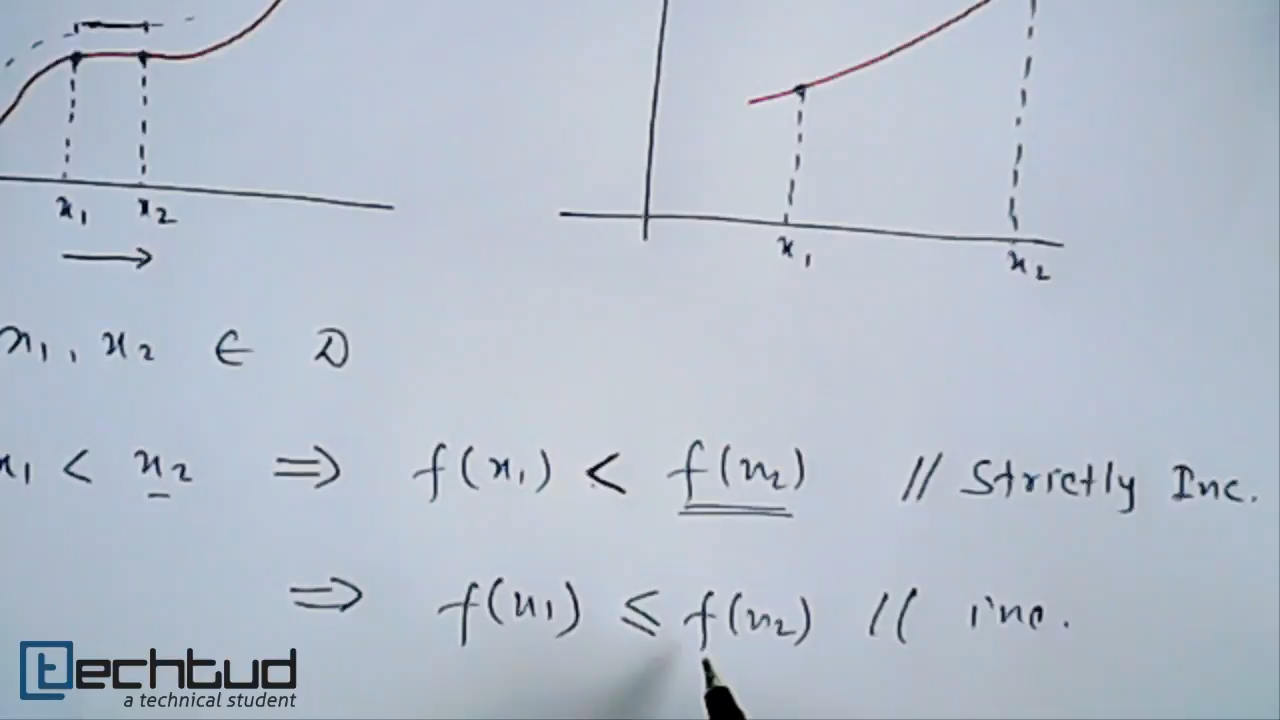 x₁ x₂
x₁ x₂
x₁, x₂ ∈ D
x₁ < x₂ ⇒ f(x₁) < f(x₂) // Strictly Inc.
⇒ f(x₁) ≤ f(x₂) // inc.
techtud
a technical student